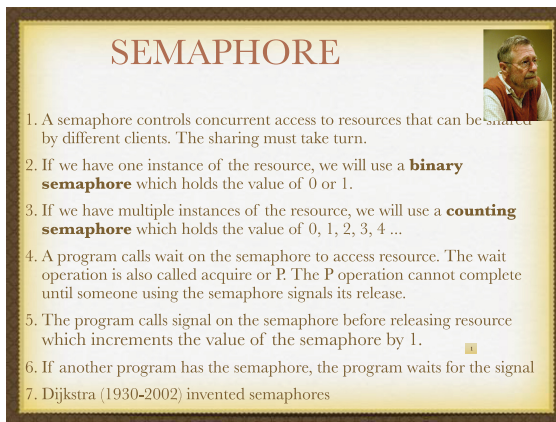 SEMAPHORE
1. A semaphore controls concurrent access to resources that can be shared
by different clients. The sharing must take turn.
2. If we have one instance of the resource, we will use a binary
semaphore which holds the value of 0 or 1.
3. If we have multiple instances of the resource, we will use a counting
semaphore which holds the value of 0, 1, 2, 3, 4 ...
4. A program calls wait on the semaphore to access resource. The wait
operation is also called acquire or P. The P operation cannot complete
until someone using the semaphore signals its release.
5. The program calls signal on the semaphore before releasing resource
which increments the value of the semaphore by 1.
1
6. If another program has the semaphore, the program waits for the signal
7. Dijkstra (1930-2002) invented semaphores